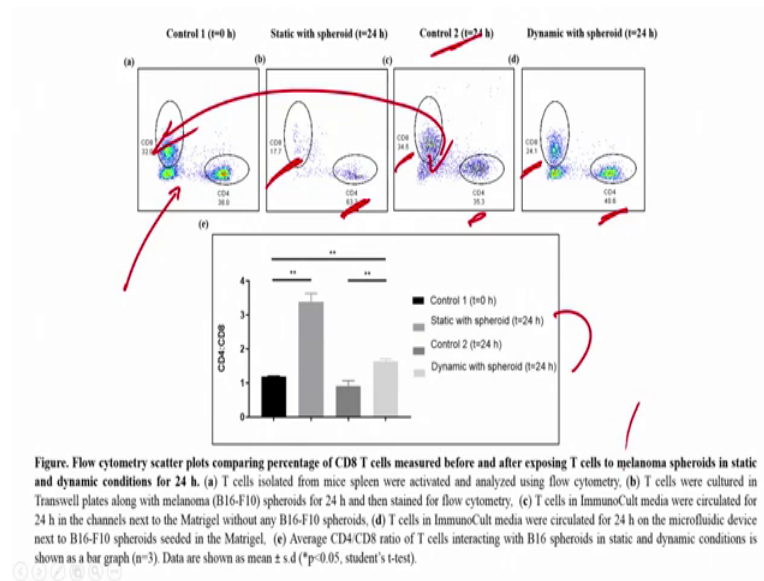 Control 1 (t=0 h) Static with spheroid (t=24 h) Control 2 (t=24 h) Dynamic with spheroid (t=24 h)
(a) (b) (c) (d)
CD8 CD8 CD8 CD8
17.7 34.5 24.1
CD4 CD4 CD4 CD4
35.3
(e)
**
** **
4
3
2
1
0
CD4:CD8
Control 1 (t=0 h)
Static with spheroid (t=24 h)
Control 2 (t=24 h)
Dynamic with spheroid (t=24 h)
Figure. Flow cytometry scatter plots comparing percentage of CD8 T cells measured before and after exposing T cells to melanoma spheroids in static
and dynamic conditions for 24 h. (a) T cells isolated from mice spleen were activated and analyzed using flow cytometry, (b) T cells were cultured in
Transwell plates along with melanoma (B16-F10) spheroids for 24 h and then stained for flow cytometry, (c) T cells in ImmunoCult media were circulated for
24 h in the channels next to the Matrigel without any B16-F10 spheroids, (d) T cells in ImmunoCult media were circulated for 24 h on the microfluidic device
next to B16-F10 spheroids seeded in the Matrigel, (e) Average CD4/CD8 ratio of T cells interacting with B16 spheroids in static and dynamic conditions is
shown as a bar graph (n=3). Data are shown as mean ± s.d (*p<0.05, student's t-test).